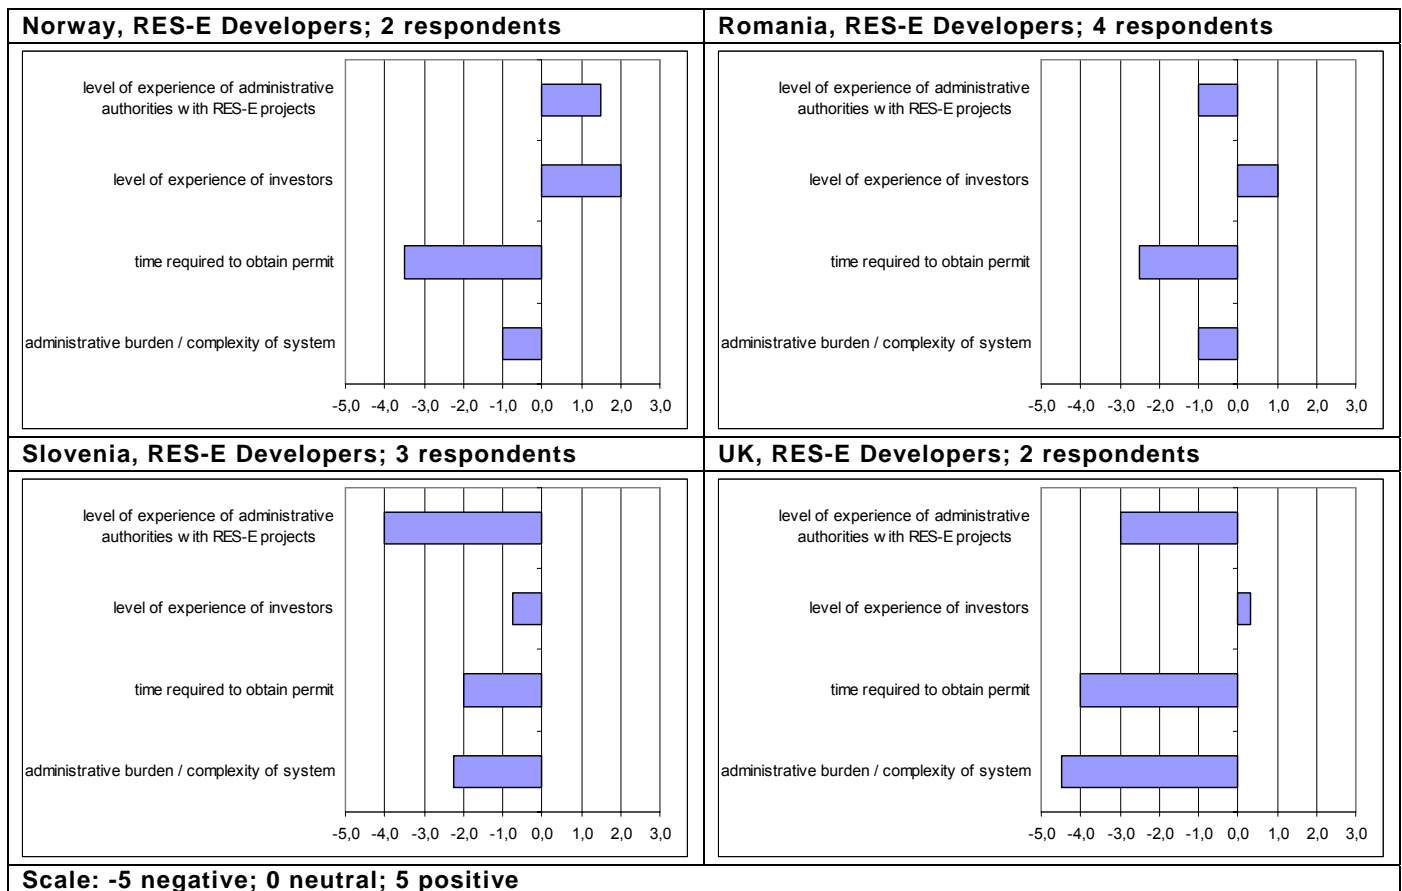 Norway, RES-E Developers; 2 respondents
level of experience of administrative
authorities with RES-E projects
level of experience of investors
time required to obtain permit
administrative burden / complexity of system
-5,0 -4,0 -3,0 -2,0 -1,0 0,0 1,0 2,0 3,0
Romania, RES-E Developers; 4 respondents
level of experience of administrative
authorities with RES-E projects
level of experience of investors
time required to obtain permit
administrative burden / complexity of system
-5,0 -4,0 -3,0 -2,0 -1,0 0,0 1,0 2,0 3,0
Slovenia, RES-E Developers; 3 respondents
level of experience of administrative
authorities with RES-E projects
level of experience of investors
time required to obtain permit
administrative burden / complexity of system
-5,0 -4,0 -3,0 -2,0 -1,0 0,0 1,0 2,0 3,0
UK, RES-E Developers; 2 respondents
level of experience of administrative
authorities with RES-E projects
level of experience of investors
time required to obtain permit
administrative burden / complexity of system
-5,0 -4,0 -3,0 -2,0 -1,0 0,0 1,0 2,0 3,0
Scale: -5 negative; 0 neutral; 5 positive